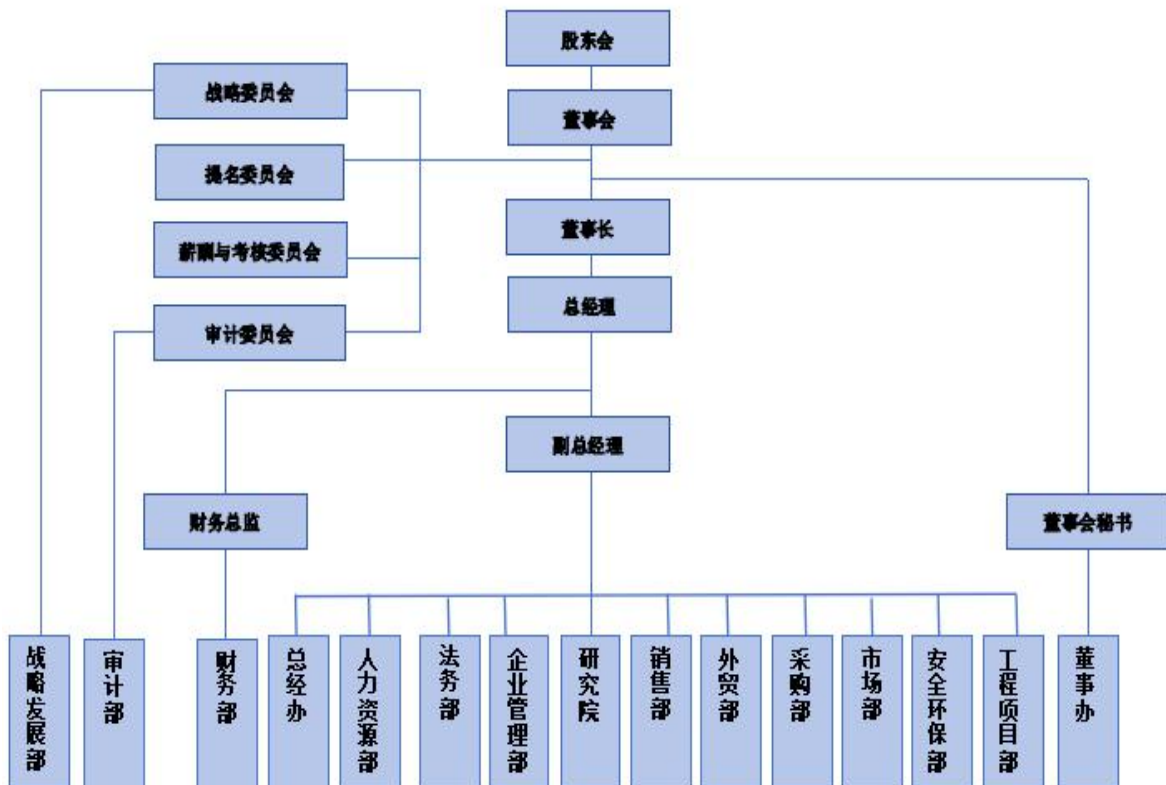 股东会
战略委员会
董事会
提名委员会
董事长
薪酬与考核委员会
总经理
审计委员会
副总经理
财务总监
董事会秘书
战略发展部
审计部
财务部
总经办
人力资源部
法务部
企业管理部
研究院
销售部
外贸部
采购部
市场部
安全环保部
工程项目部
董事办